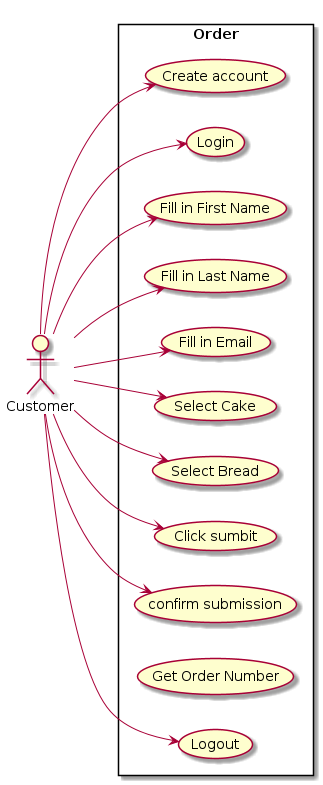 Order
Create account
Login
Fill in First Name
Fill in Last Name
Fill in Email
Customer
Select Cake
Select Bread
Click sumbit
confirm submission
Get Order Number
Logout